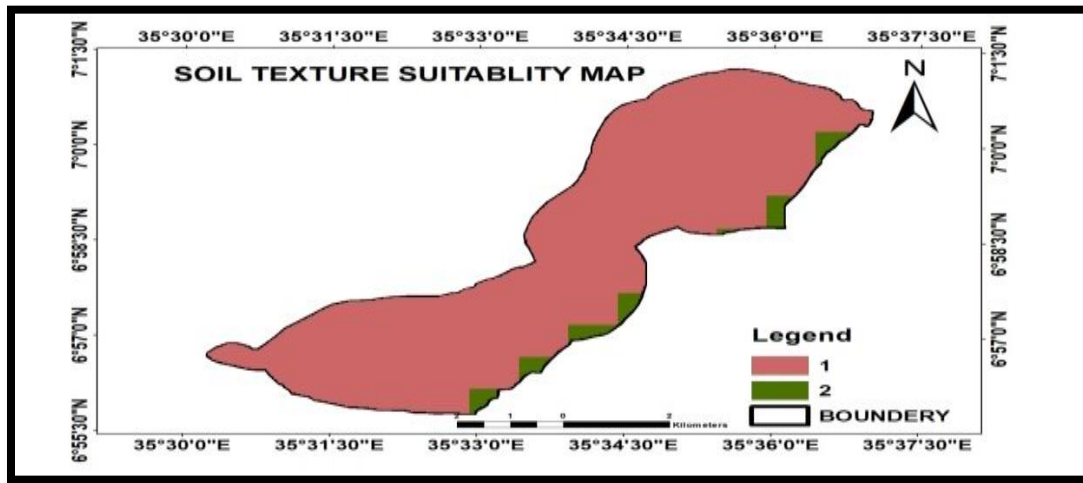 35°30'0"E 35°31'30"E 35°33'0"E 35°34'30"E 35°36'0"E 35°37'30"E
SOIL TEXTURE SUITABLITY MAP
N
7°1'30"N
7°0'0"N
6°58'30"N
6°57'0"N
6°55'30"N
7°1'30"N
7°0'0"N
6°58'30"N
6°57'0"N
6°55'30"N
Legend
1
2
BOUNDERY
2 1 0 2
Kilometers
35°30'0"E 35°31'30"E 35°33'0"E 35°34'30"E 35°36'0"E 35°37'30"E